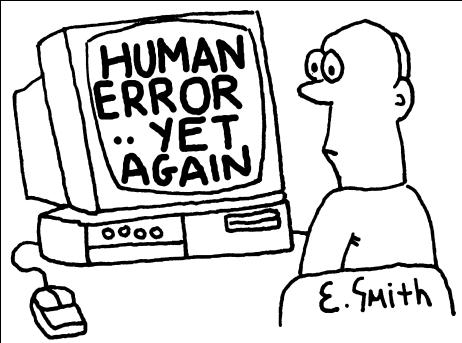 HUMAN
ERROR
.. YET
AGAIN
E. Smith